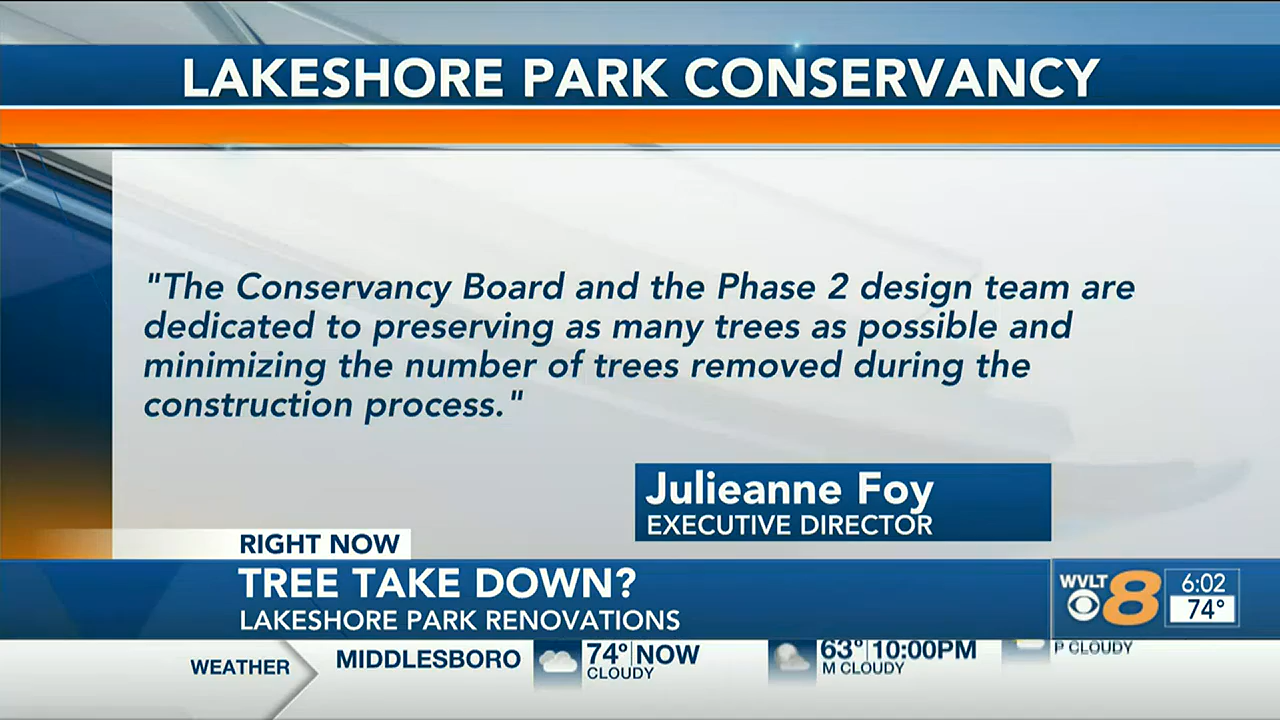 LAKESHORE PARK CONSERVANCY
"The Conservancy Board and the Phase 2 design team are
dedicated to preserving as many trees as possible and
minimizing the number of trees removed during the
construction process."
Julieanne Foy
EXECUTIVE DIRECTOR
RIGHT NOW
TREE TAKE DOWN?
LAKESHORE PARK RENOVATIONS
WVLT 8
6:02
74°
WEATHER
MIDDLESBORO
74° NOW
CLOUDY
63° 10:00PM
M CLOUDY
P CLOUDY